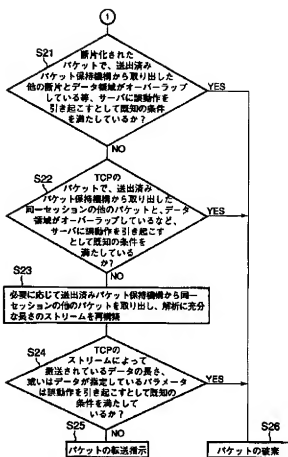 1
S21
断片化された
パケットで、送出済み
パケット保持機構から取り出した
他の断片とデータ領域がオーバーラップ
している等、サーバに誤動作を
引き起こすとして既知の条件
を満たしているか？
YES
NO
S22
TCPの
パケットで、送出済み
パケット保持機構から取り出した
同一セッションの他のパケットと、データ
領域がオーバーラップしているなど、
サーバに誤動作を引き起こす
として既知の条件を
満たしている
か？
YES
NO
S23
必要に応じて送出済みパケット保持機構から同一
セッションの他のパケットを取り出し、解析に充分
な長さのストリームを再構築
S24
TCPの
ストリームによって
搬送されているデータの長さ、
或いはデータが指定しているパラメータ
は誤動作を引き起こすとして既知の
条件を満たして
いるか？
YES
NO
S25
パケットの転送指示
S26
パケットの破棄